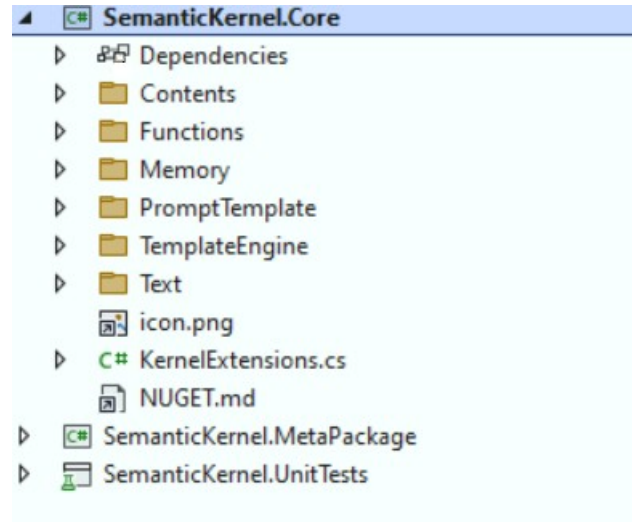 C# SemanticKernel.Core
Dependencies
Contents
Functions
Memory
PromptTemplate
TemplateEngine
Text
icon.png
C# KernelExtensions.cs
NUGET.md
C# SemanticKernel.MetaPackage
SemanticKernel.UnitTests